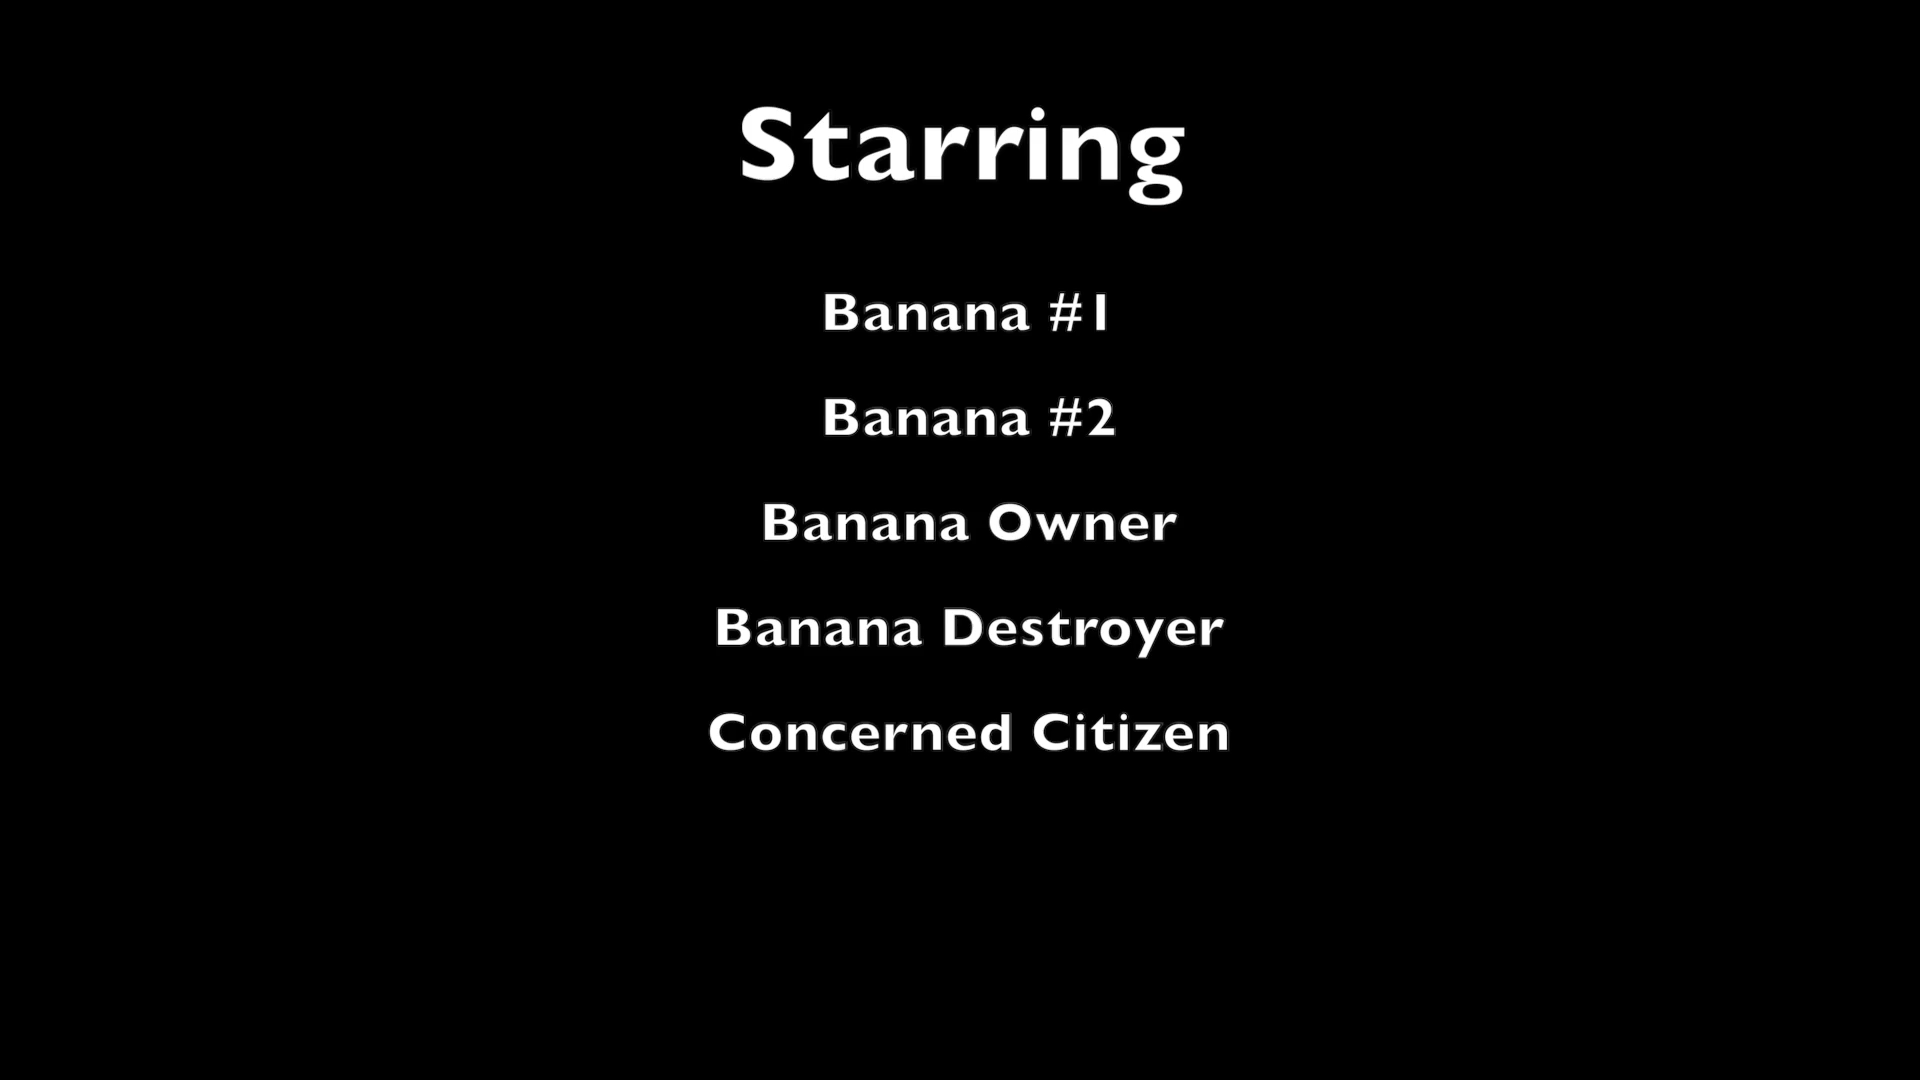 Starring
Banana #1
Banana #2
Banana Owner
Banana Destroyer
Concerned Citizen